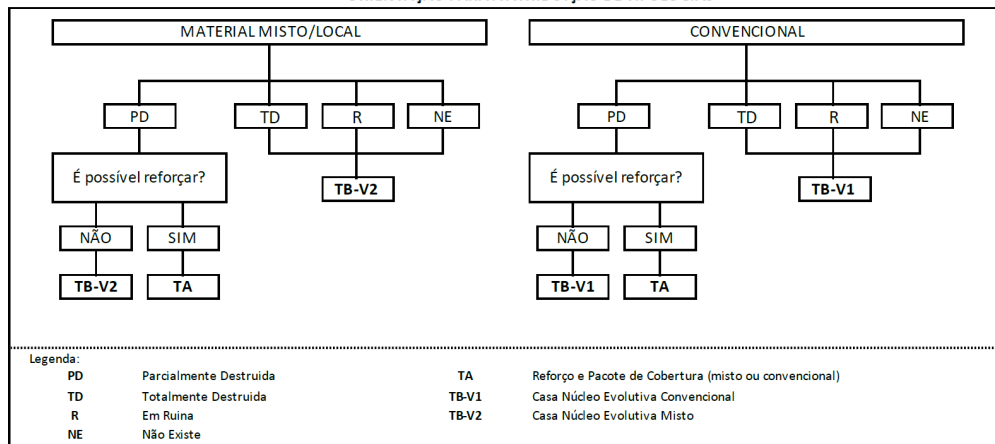 MATERIAL MISTO/LOCAL
CONVENCIONAL
PD
TD
R
NE
PD
TD
R
NE
É possível reforçar?
TB-V2
É possível reforçar?
TB-V1
NÃO
SIM
NÃO
SIM
TB-V2
TA
TB-V1
TA
Legenda:
PD Parcialmente Destruida
TA Reforço e Pacote de Cobertura (misto ou convencional)
TD Totalmente Destruida
TB-V1 Casa Núcleo Evolutiva Convencional
R Em Ruina
TB-V2 Casa Núcleo Evolutiva Misto
NE Não Existe